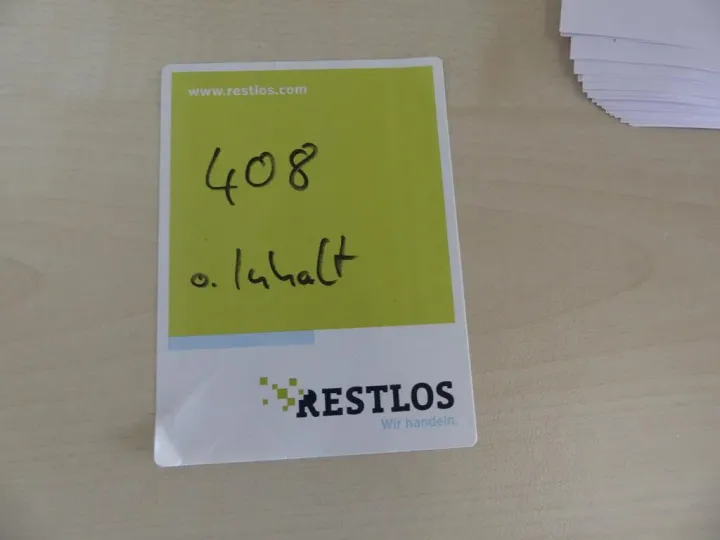 www.restlos.com
408
o. Inhalt
RESTLOS
Wir handeln.